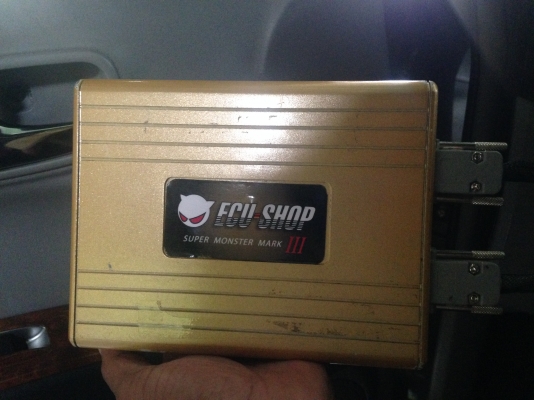 ECU-SHOP
SUPER MONSTER MARK III